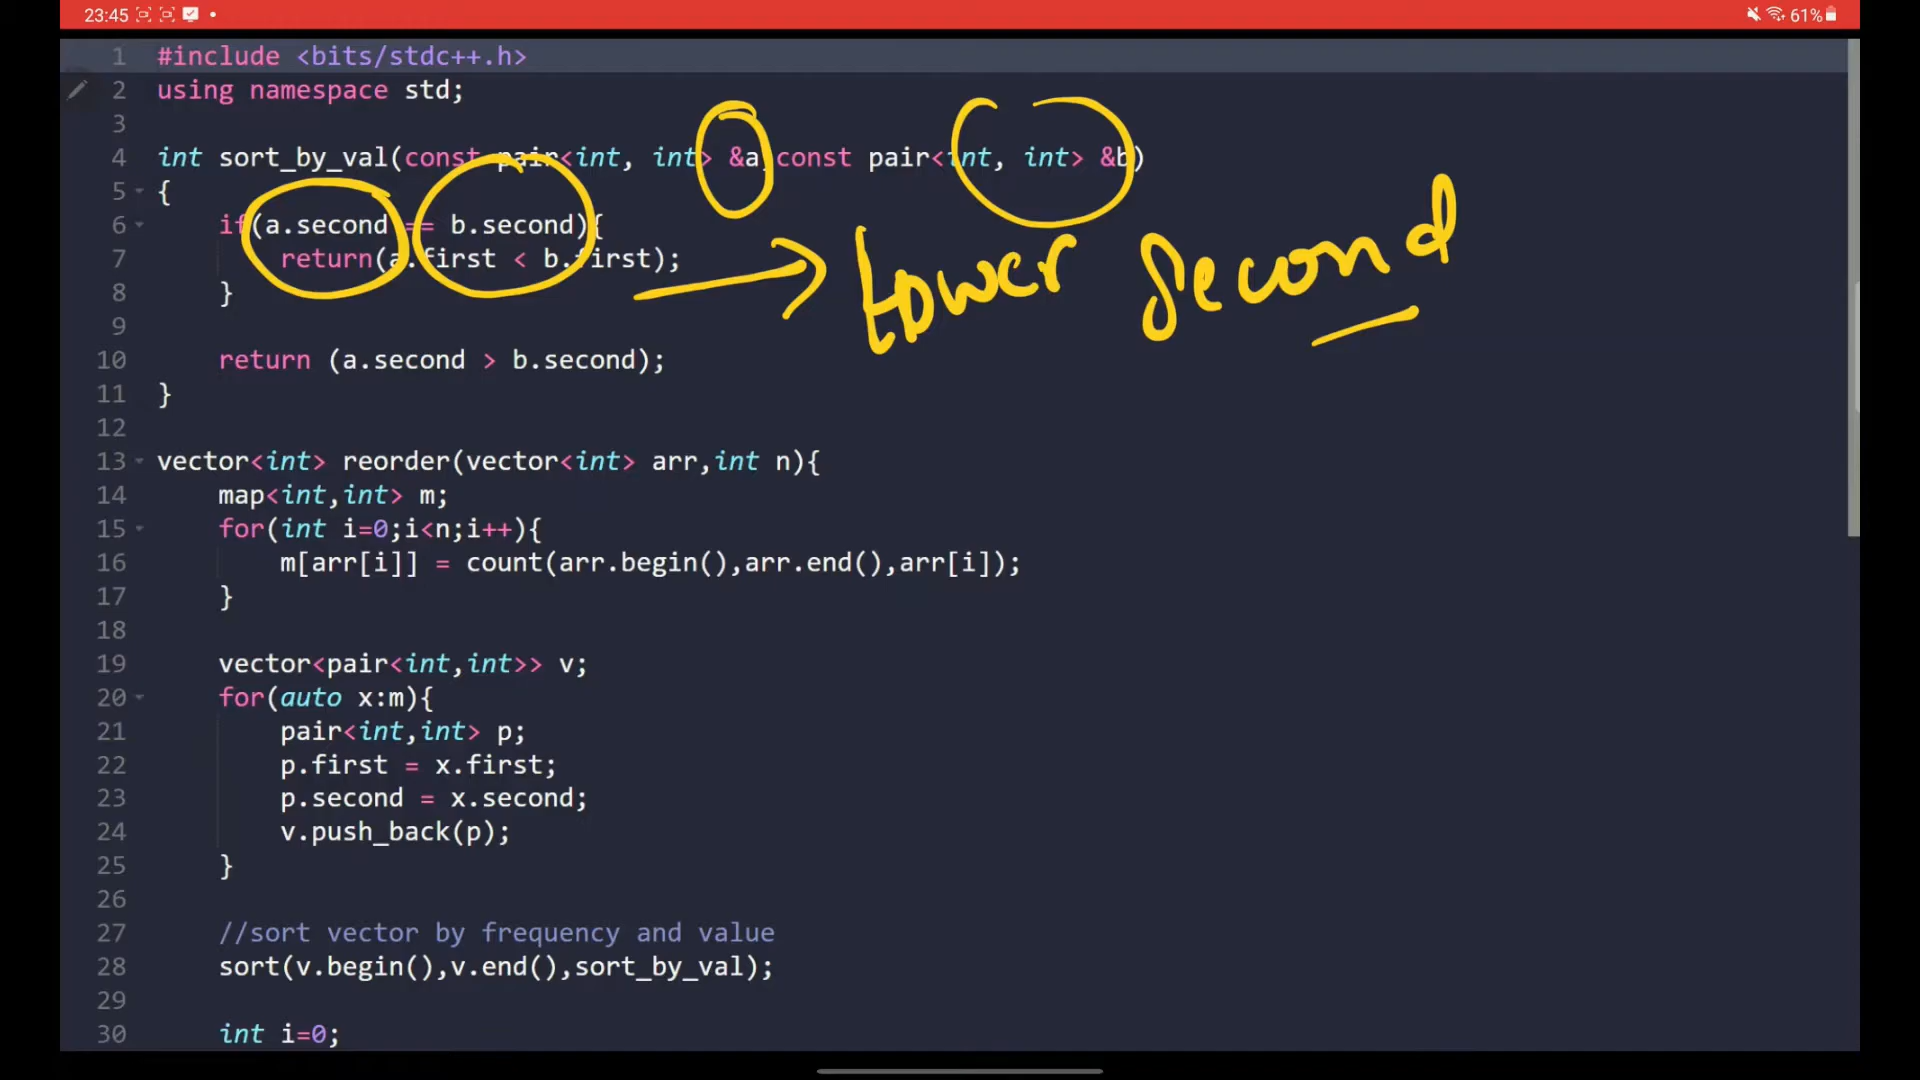 23:45
61%
1 #include <bits/stdc++.h>
2 using namespace std;
3
4 int sort_by_val(const pair<int, int> &a,const pair<int, int> &b)
5 {
6 if(a.second == b.second){
7 return(a.first < b.first);
8 }
9
10 return (a.second > b.second);
11 }
12
13 vector<int> reorder(vector<int> arr,int n){
14 map<int,int> m;
15 for(int i=0;i<n;i++){
16 m[arr[i]] = count(arr.begin(),arr.end(),arr[i]);
17 }
18
19 vector<pair<int,int>> v;
20 for(auto x:m){
21 pair<int,int> p;
22 p.first = x.first;
23 p.second = x.second;
24 v.push_back(p);
25 }
26
27 //sort vector by frequency and value
28 sort(v.begin(),v.end(),sort_by_val);
29
30 int i=0;
→ Lower Second